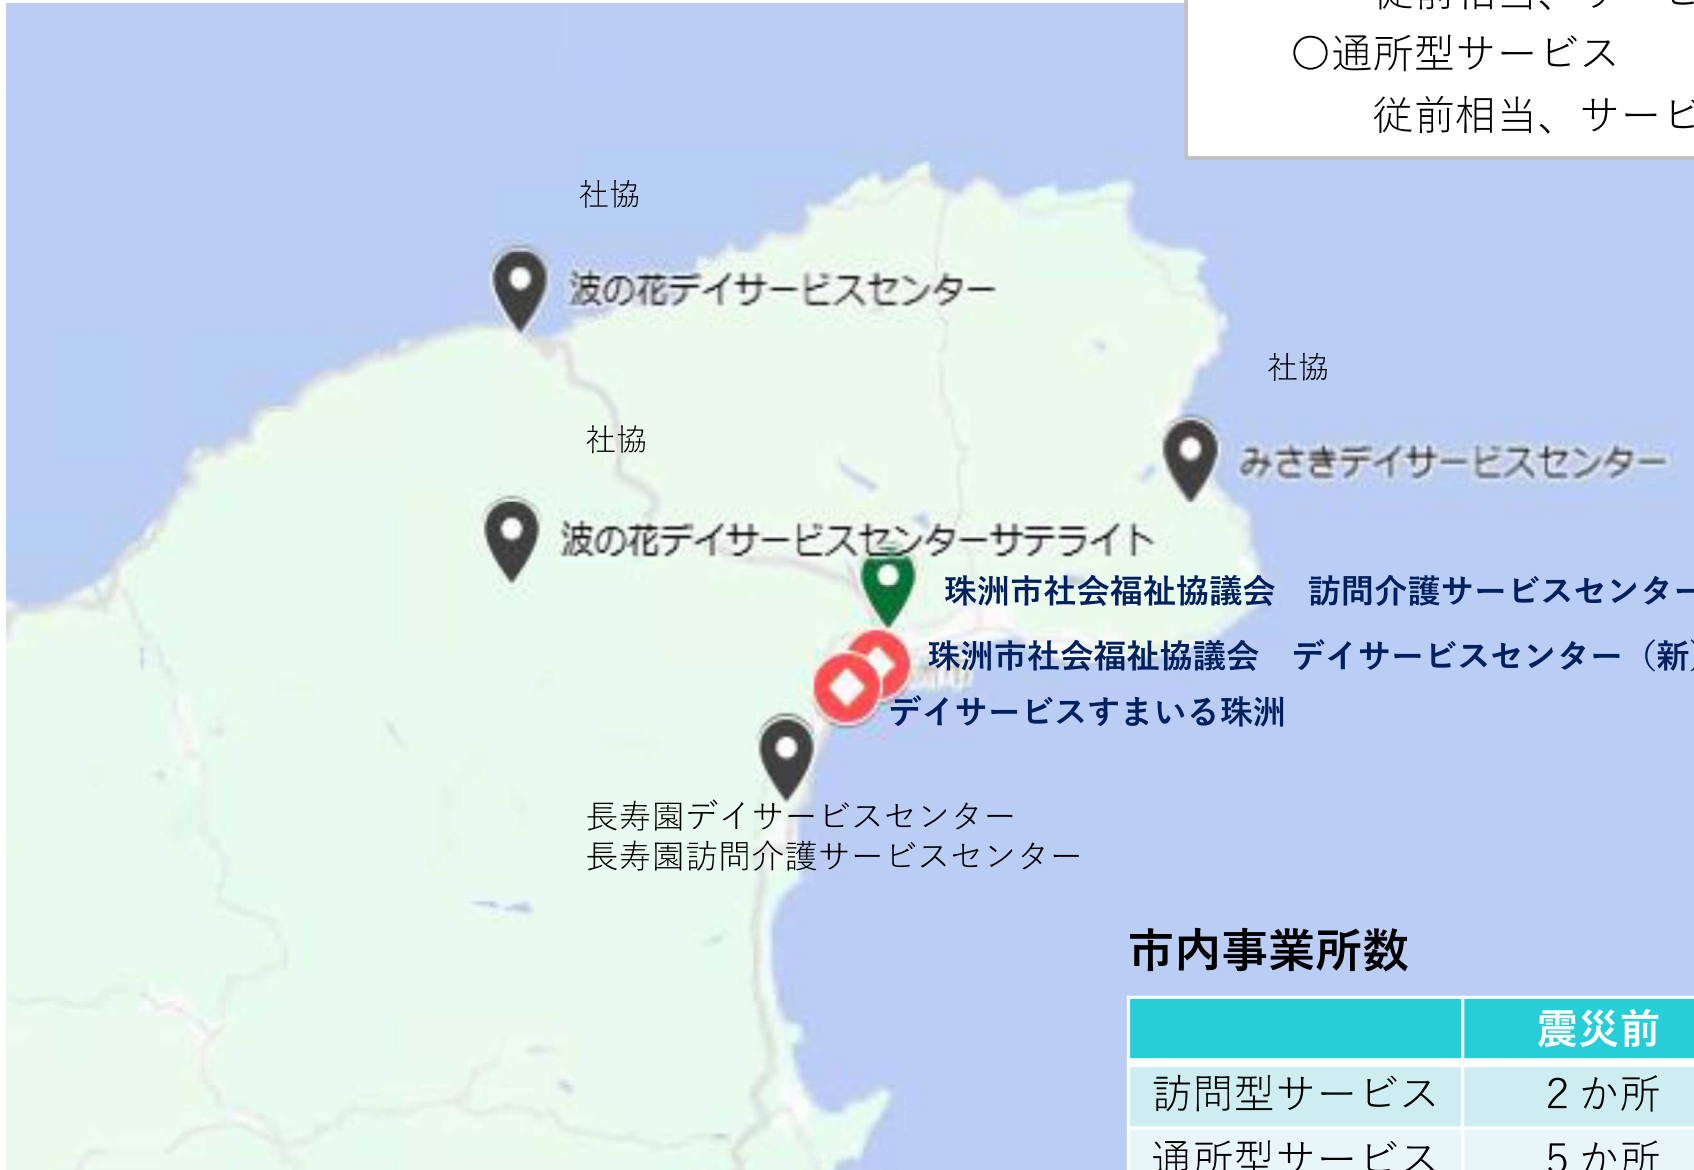 従前相当、サービ
〇通所型サービス
従前相当、サービ
社協
波の花デイサービスセンター
社協
みさきデイサービスセンター
社協
波の花デイサービスセンターサテライト
珠洲市社会福祉協議会　訪問介護サービスセンター
珠洲市社会福祉協議会　デイサービスセンター（新）
デイサービスすまいる珠洲
長寿園デイサービスセンター
長寿園訪問介護サービスセンター
市内事業所数
震災前
訪問型サービス　２か所
通所型サービス　５か所